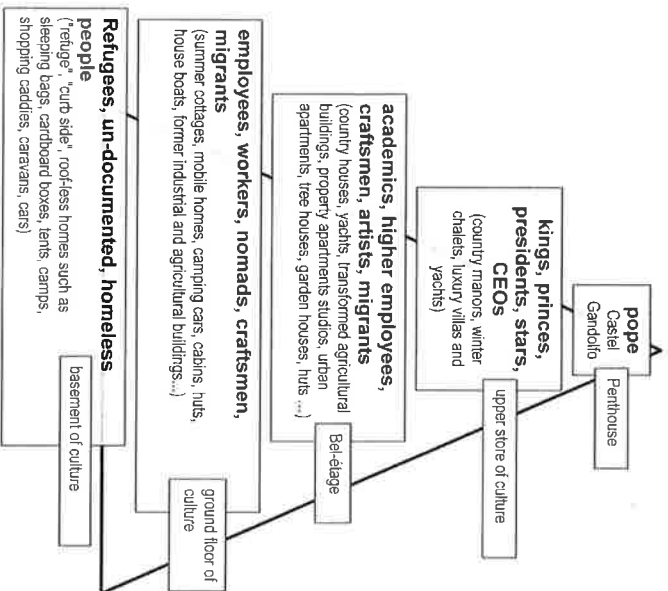 pope
Castel
Gandolfo
Penthouse
kings, princes,
presidents, stars,
CEOs
(country manors, winter
chalets, luxury villas and
yachts)
upper store of culture
academics, higher employees,
craftsmen, artists, migrants
(country houses, yachts, transformed agricultural
buildings, property apartments studios, urban
apartments, tree houses, garden houses, huts ...)
Bel-étage
employees, workers, nomads, craftsmen,
migrants
(summer cottages, mobile homes, camping cars, cabins, huts,
house boats, former industrial and agricultural buildings...)
ground floor of
culture
Refugees, un-documented, homeless
people
("refuge", "curb side", roof-less homes such as
sleeping bags, cardboard boxes, tents, camps,
shopping caddies, caravans, cars)
basement of culture